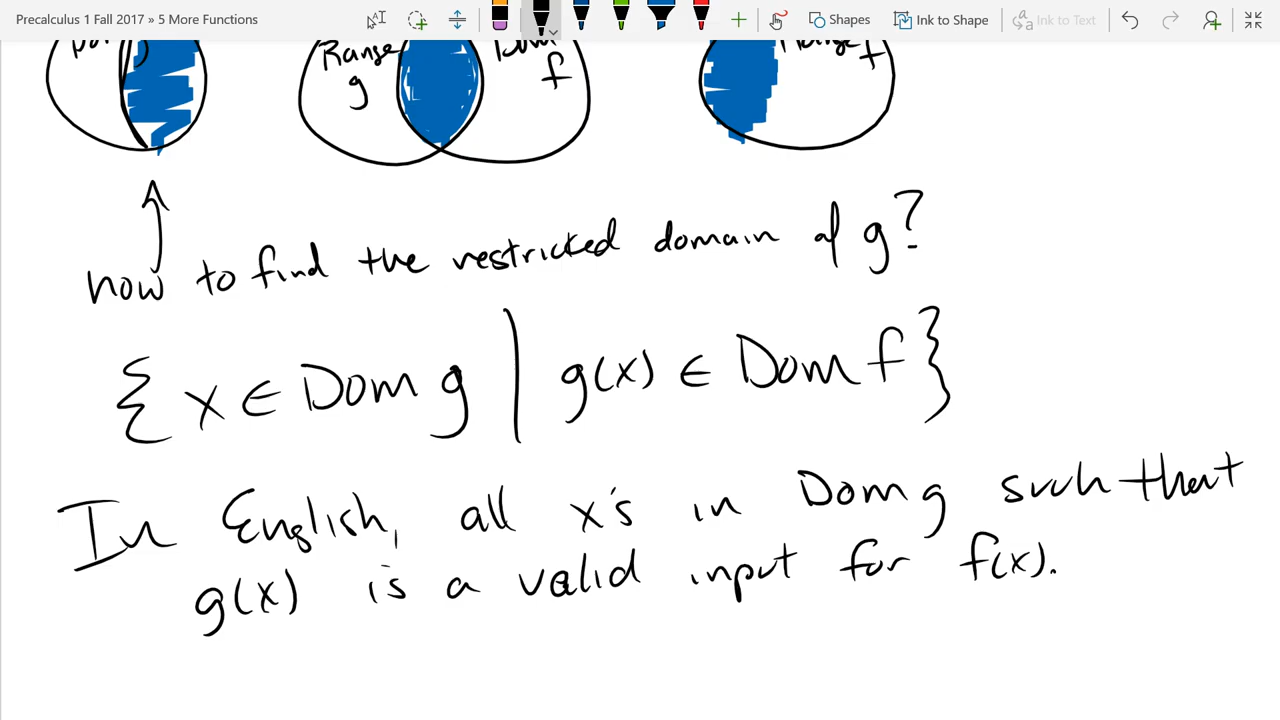 Precalculus 1 Fall 2017 » 5 More Functions
Shapes
Ink to Shape
Ink to Text
Range
g
f
Range
f
How to find the restricted domain of g?
{ x ∈ Dom g | g(x) ∈ Dom f }
In English, all x's in Dom g such that
g(x) is a valid input for f(x).